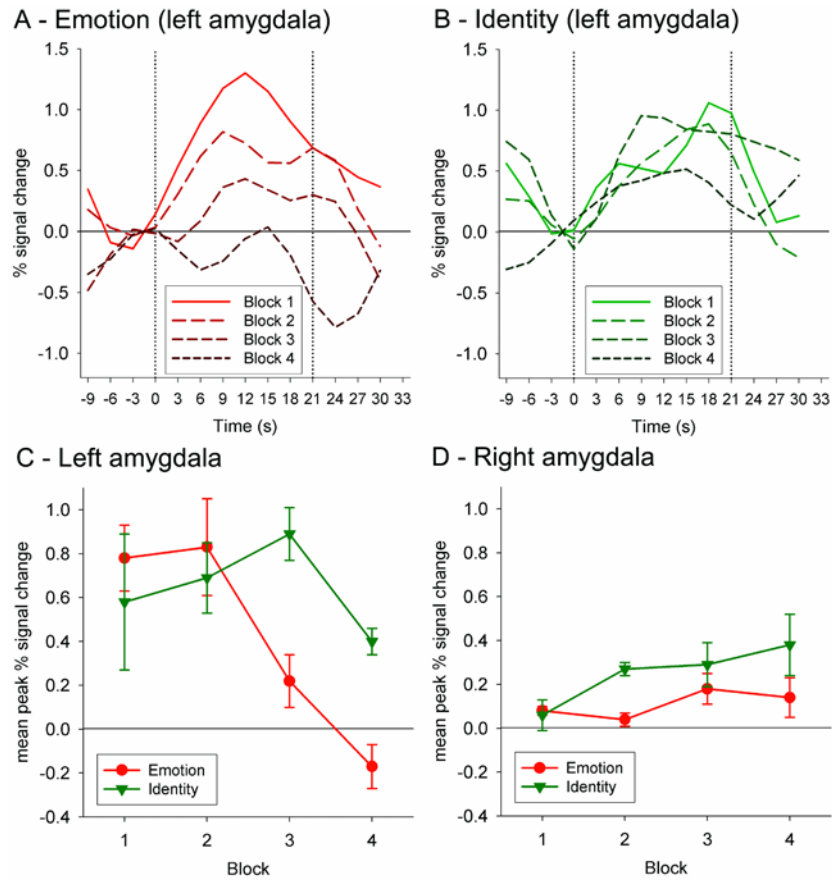 A - Emotion (left amygdala)
1.5
1.0
0.5
0.0
-0.5
-1.0
% signal change
Block 1
Block 2
Block 3
Block 4
-9 -6 -3 0 3 6 9 12 15 18 21 24 27 30 33
Time (s)
B - Identity (left amygdala)
1.5
1.0
0.5
0.0
-0.5
-1.0
% signal change
Block 1
Block 2
Block 3
Block 4
-9 -6 -3 0 3 6 9 12 15 18 21 24 27 30 33
Time (s)
C - Left amygdala
1.0
0.8
0.6
0.4
0.2
0.0
-0.2
-0.4
mean peak % signal change
Emotion
Identity
1 2 3 4
Block
D - Right amygdala
1.0
0.8
0.6
0.4
0.2
0.0
-0.2
-0.4
mean peak % signal change
Emotion
Identity
1 2 3 4
Block